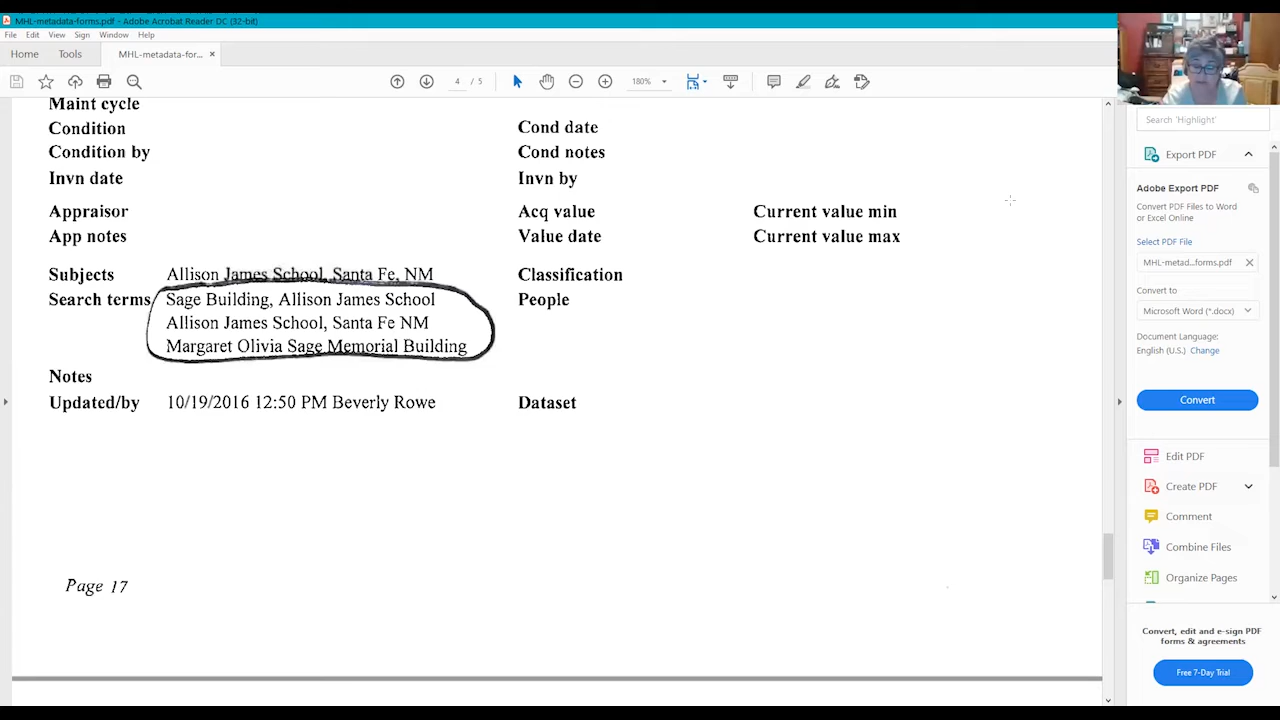 MHL-metadata-forms.pdf - Adobe Acrobat Reader DC (32-bit)
File Edit View Sign Window Help
Home Tools MHL-metadata-for... ×
4 / 5 180%
Search 'Highlight'
Maint cycle
Condition Cond date
Condition by Cond notes
Invn date Invn by
Appraisor Acq value Current value min
App notes Value date Current value max
Subjects Allison James School, Santa Fe, NM Classification
Search terms Sage Building, Allison James School People
Allison James School, Santa Fe NM
Margaret Olivia Sage Memorial Building
Notes
Updated/by 10/19/2016 12:50 PM Beverly Rowe Dataset
Page 17
Export PDF
Adobe Export PDF
Convert PDF Files to Word
or Excel Online
Select PDF File
MHL-metad...orms.pdf ×
Convert to
Microsoft Word (*.docx)
Document Language:
English (U.S.) Change
Convert
Edit PDF
Create PDF
Comment
Combine Files
Organize Pages
Convert, edit and e-sign PDF
forms & agreements
Free 7-Day Trial